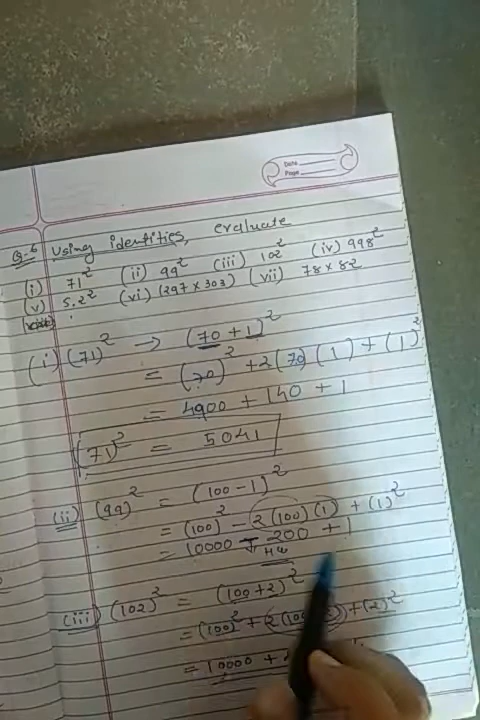 Date
Page
Q-6 Using identities, evaluate
(i) 71² (ii) 99² (iii) 102² (iv) 998²
(v) 5.2² (vi) (297 × 303) (vii) 78 × 82
(i) (71)² → (70 + 1)²
= (70)² + 2(70)(1) + (1)²
= 4900 + 140 + 1
(71)² = 5041
(ii) (99)² = (100 - 1)²
= (100)² - 2(100)(1) + (1)²
= 10000 - 200 + 1
HW
(iii) (102)² = (100+2)²
= (100)² + 2(100 + (2)²
= 10000 +